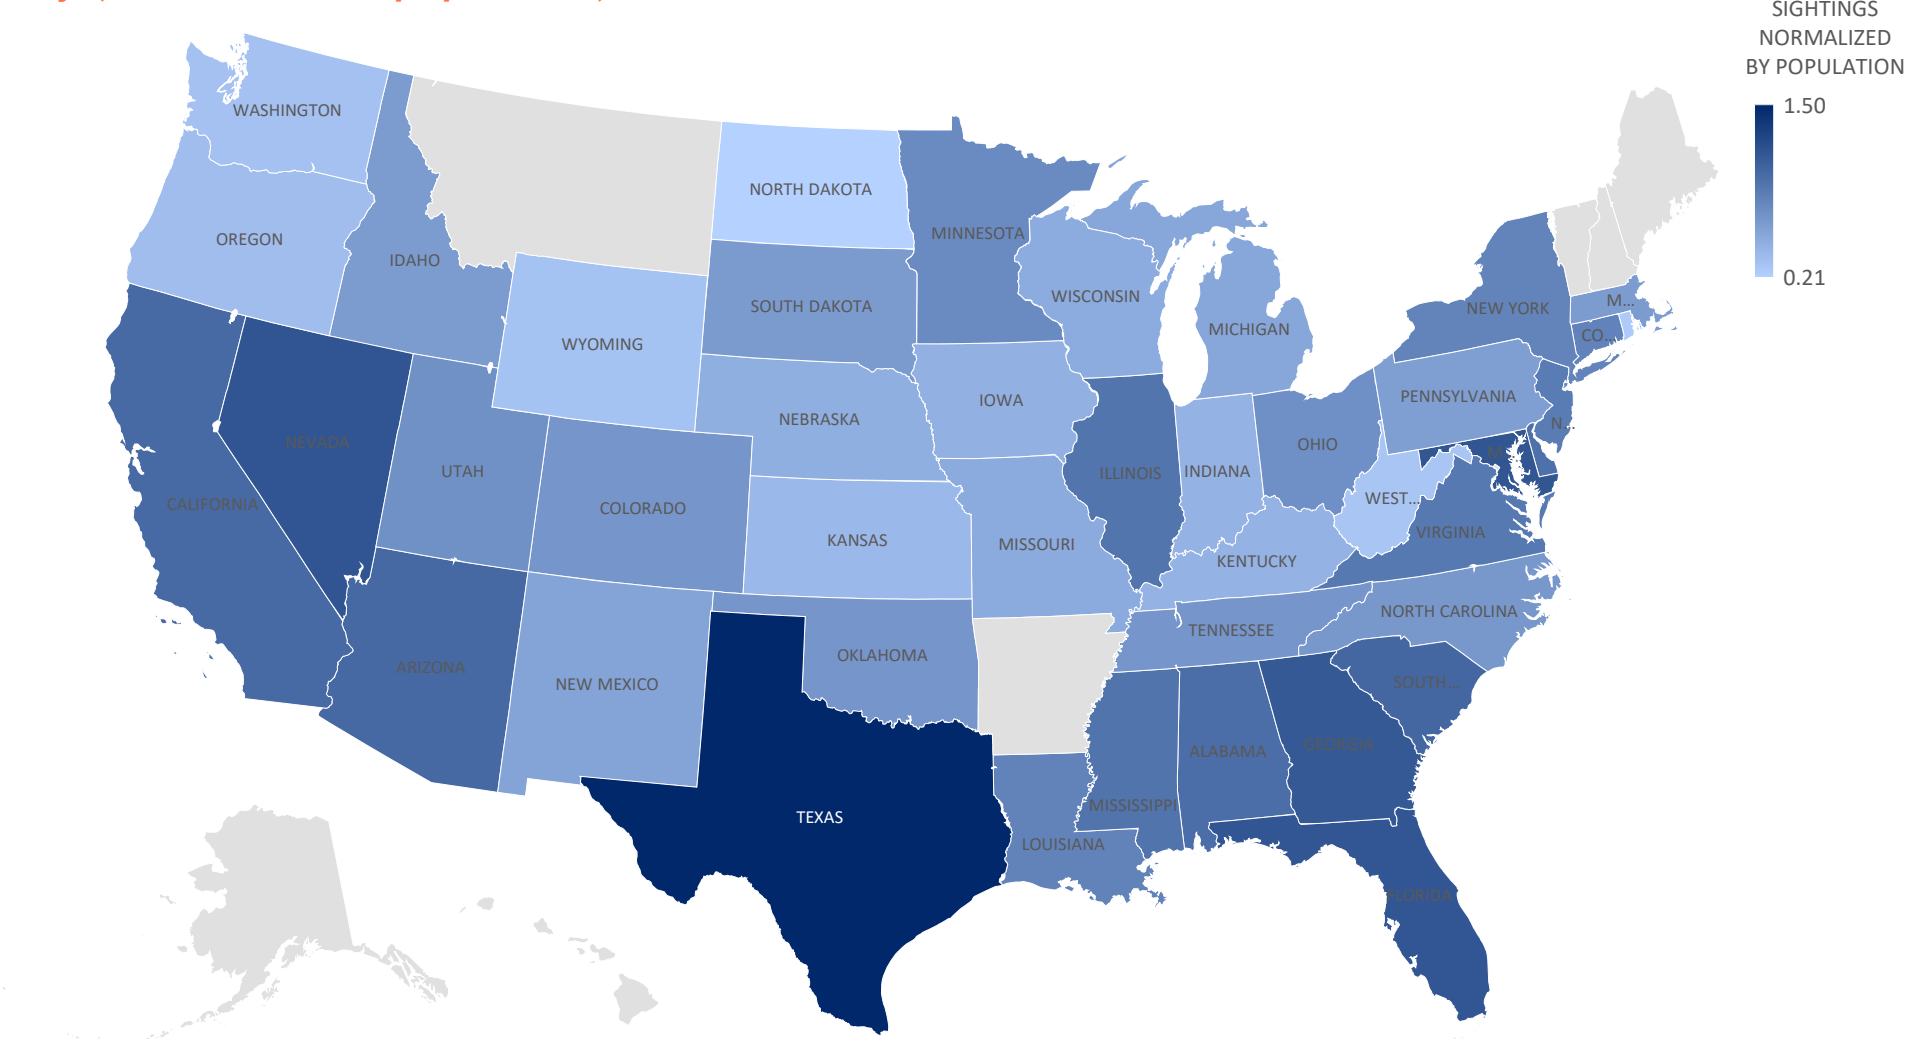 SIGHTINGS
NORMALIZED
BY POPULATION
1.50
0.21
WASHINGTON
NORTH DAKOTA
MINNESOTA
OREGON
IDAHO
WISCONSIN
M...
SOUTH DAKOTA
NEW YORK
MICHIGAN
CO...
WYOMING
PENNSYLVANIA
IOWA
NEBRASKA
N...
NEVADA
OHIO
M...
UTAH
ILLINOIS
INDIANA
WEST...
CALIFORNIA
COLORADO
VIRGINIA
KANSAS
MISSOURI
KENTUCKY
NORTH CAROLINA
TENNESSEE
OKLAHOMA
ARIZONA
NEW MEXICO
SOUTH...
GEORGIA
ALABAMA
MISSISSIPPI
TEXAS
LOUISIANA
FLORIDA